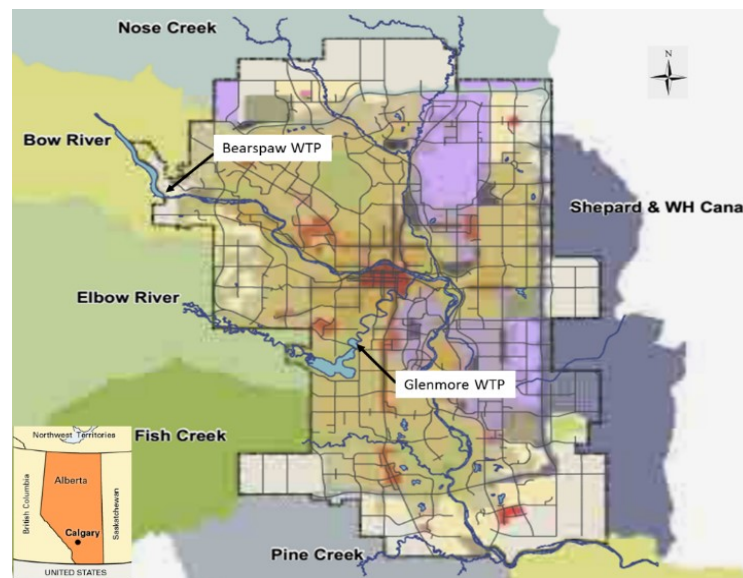 Nose Creek
Bow River
Bearspaw WTP
Shepard & WH Cana
Elbow River
Glenmore WTP
Fish Creek
Pine Creek
Northwest Territories
British Columbia
Alberta
Saskatchewan
Calgary
UNITED STATES